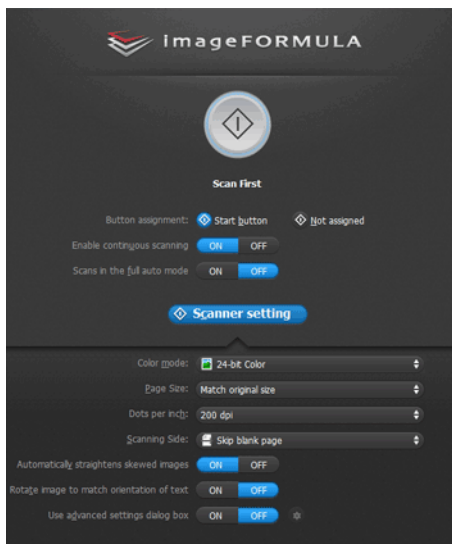 imageFORMULA
Scan First
Button assignment: Start button Not assigned
Enable continuous scanning ON OFF
Scans in the full auto mode ON OFF
Scanner setting
Color mode: 24-bit Color
Page Size: Match original size
Dots per inch: 200 dpi
Scanning Side: Skip blank page
Automatically straightens skewed images ON OFF
Rotate image to match orientation of text ON OFF
Use advanced settings dialog box ON OFF